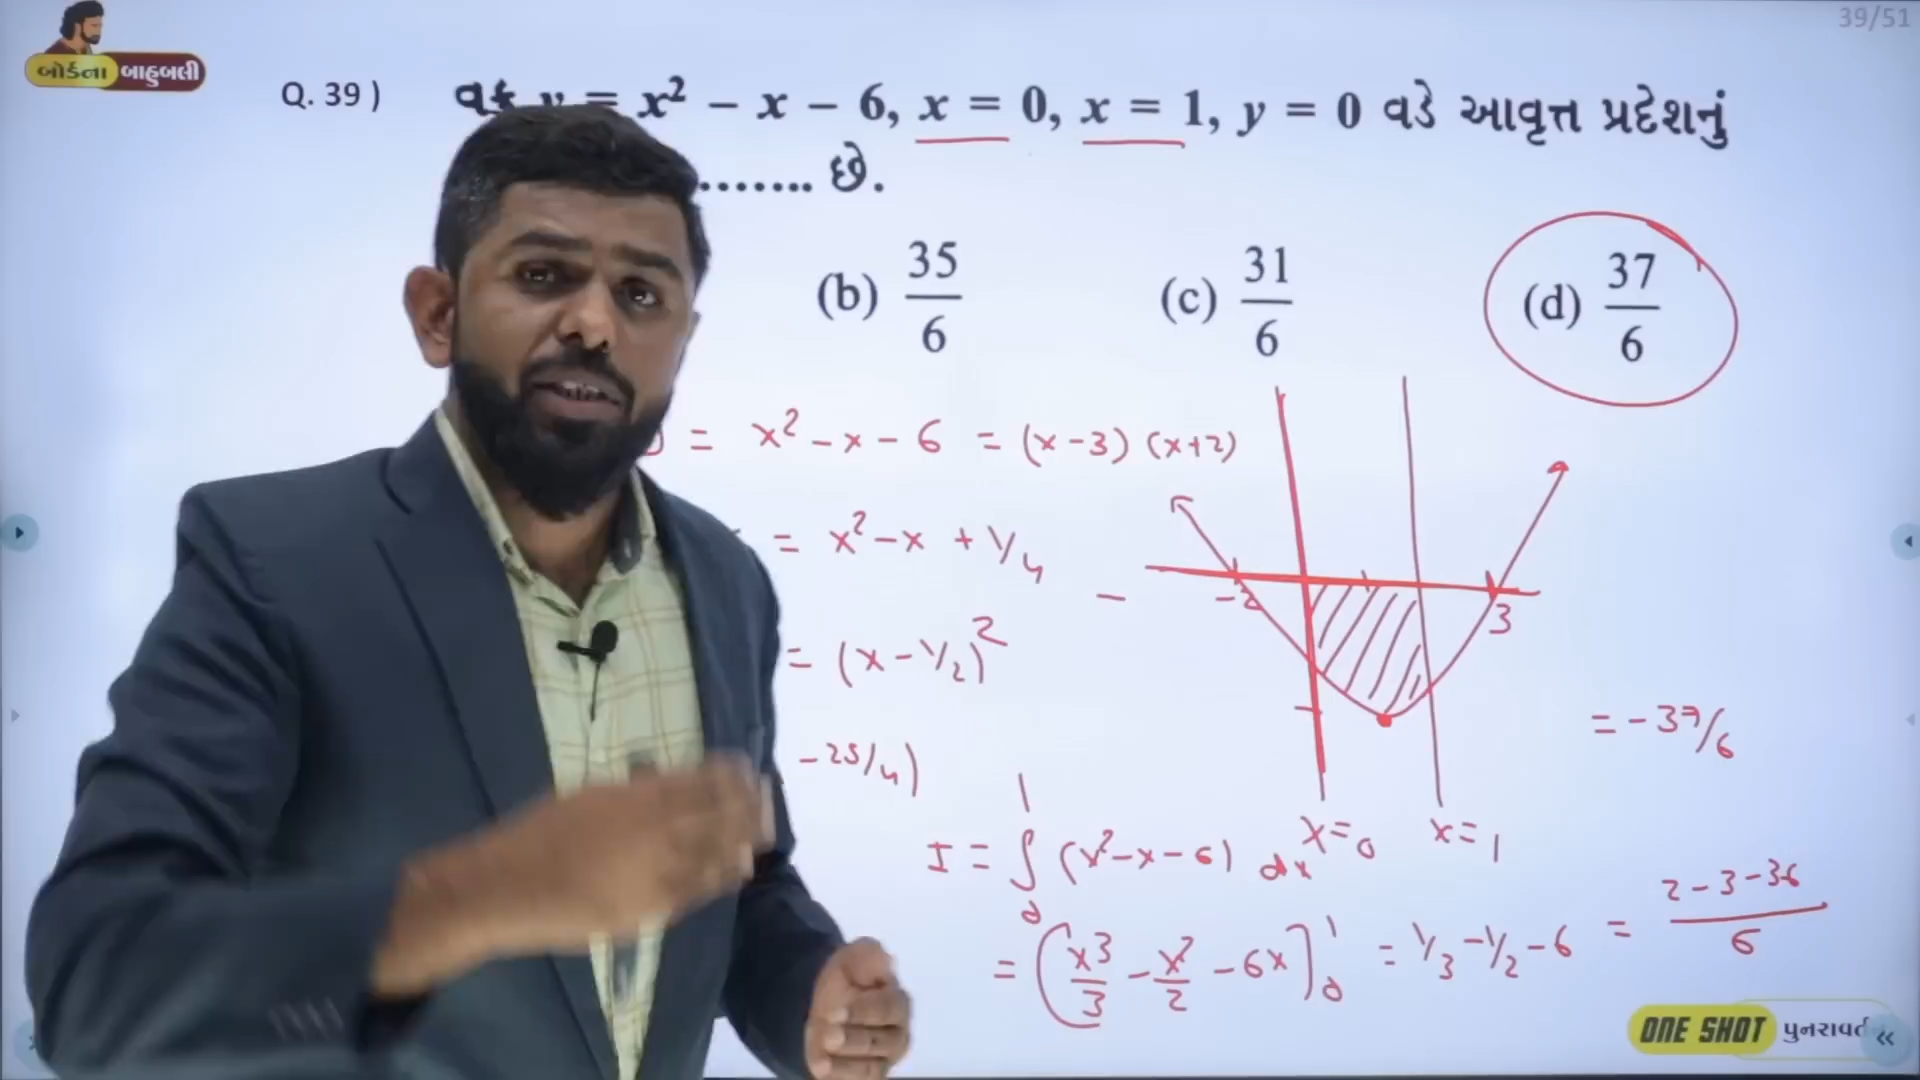 39/51
બોર્ડના બાહુબલી
Q. 39 ) વક્ર y = x² – x – 6, x = 0, x = 1, y = 0 વડે આવૃત્ત પ્રદેશનું
........ છે.
(b) 35/6 (c) 31/6 (d) 37/6
= x² – x – 6 = (x – 3) (x + 2)
= x² – x + 1/4
= (x – 1/2)²
– 25/4)
-2
3
x = 0 x = 1
= – 37/6
I = ∫₀¹ (x² – x – 6) dx
= [x³/3 – x²/2 – 6x]₀¹ = 1/3 – 1/2 – 6 = (2 – 3 – 36)/6
ONE SHOT